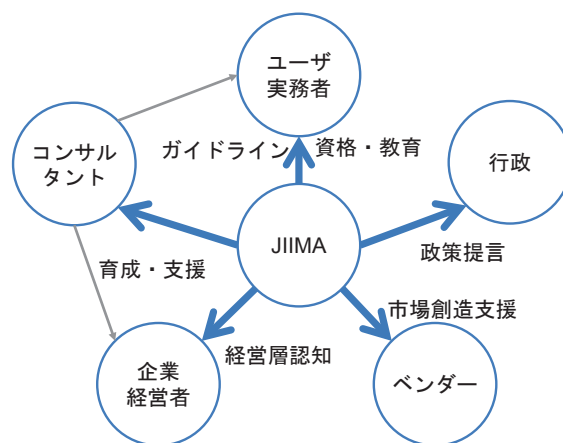 ユーザ
実務者
コンサル
タント
ガイドライン
資格・教育
行政
JIIMA
政策提言
育成・支援
市場創造支援
経営層認知
企業
経営者
ベンダー